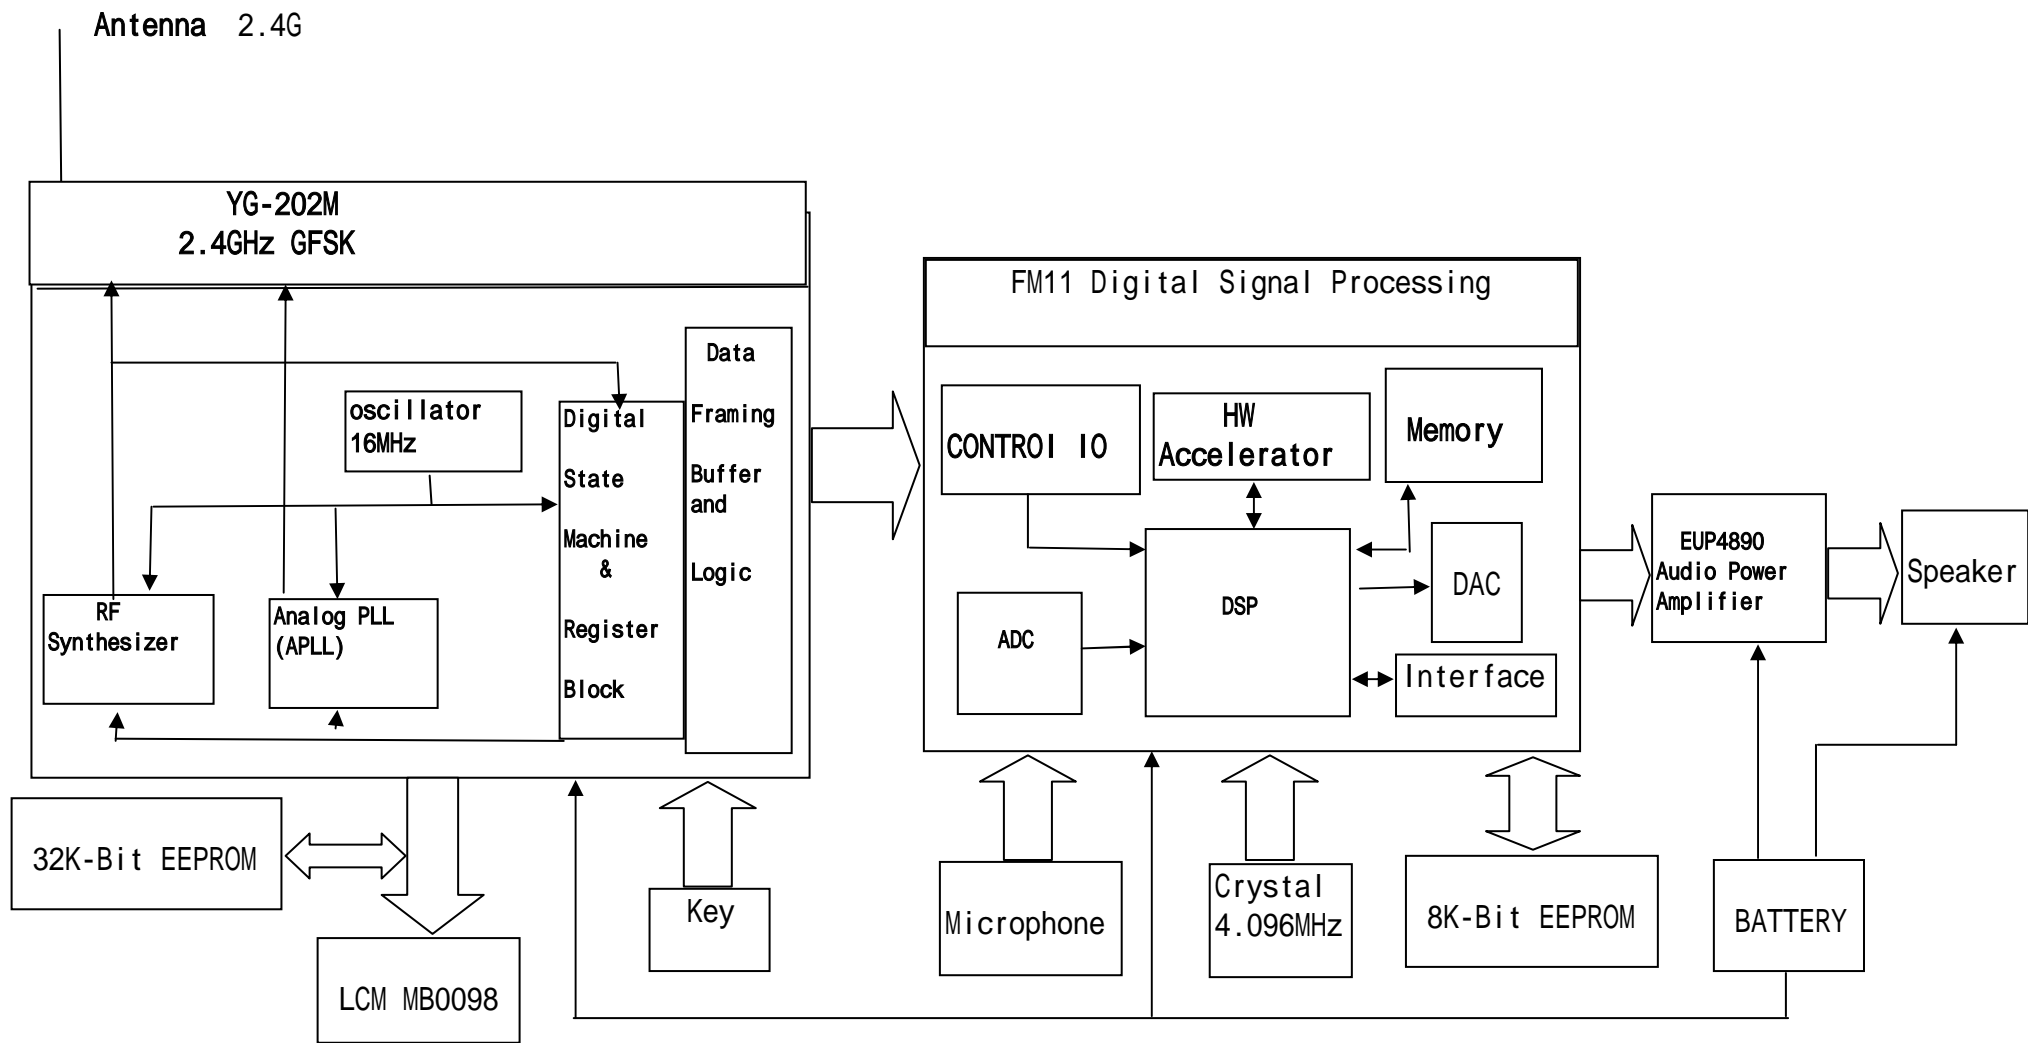 Antenna 2.4G
YG-202M
2.4GHz GFSK
oscillator
16MHz
RF
Synthesizer
Analog PLL
(APLL)
Digital
State
Machine
&
Register
Block
Data
Framing
Buffer
and
Logic
FM11 Digital Signal Processing
CONTROl IO
HW
Accelerator
Memory
ADC
DSP
DAC
Interface
EUP4890
Audio Power
Amplifier
Speaker
32K-Bit EEPROM
LCM MB0098
Key
Microphone
Crystal
4.096MHz
8K-Bit EEPROM
BATTERY